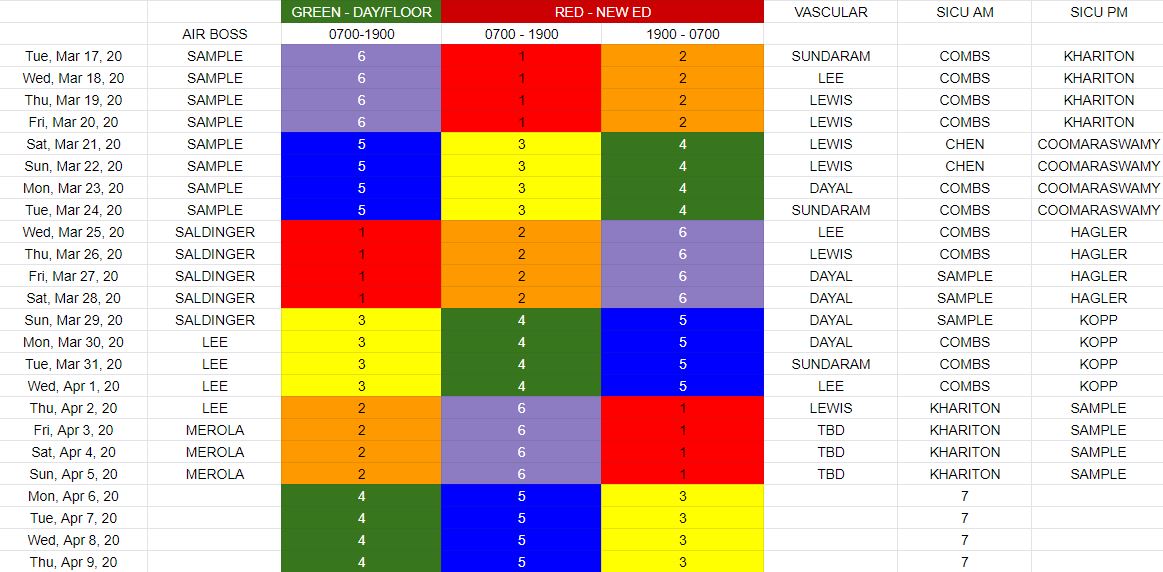 GREEN - DAY/FLOOR RED - NEW ED VASCULAR SICU AM SICU PM
AIR BOSS 0700-1900 0700 - 1900 1900 - 0700
Tue, Mar 17, 20 SAMPLE 6 1 2 SUNDARAM COMBS KHARITON
Wed, Mar 18, 20 SAMPLE 6 1 2 LEE COMBS KHARITON
Thu, Mar 19, 20 SAMPLE 6 1 2 LEWIS COMBS KHARITON
Fri, Mar 20, 20 SAMPLE 6 1 2 LEWIS COMBS KHARITON
Sat, Mar 21, 20 SAMPLE 5 3 4 LEWIS CHEN COOMARASWAMY
Sun, Mar 22, 20 SAMPLE 5 3 4 LEWIS CHEN COOMARASWAMY
Mon, Mar 23, 20 SAMPLE 5 3 4 DAYAL COMBS COOMARASWAMY
Tue, Mar 24, 20 SAMPLE 5 3 4 SUNDARAM COMBS COOMARASWAMY
Wed, Mar 25, 20 SALDINGER 1 2 6 LEE COMBS HAGLER
Thu, Mar 26, 20 SALDINGER 1 2 6 LEWIS COMBS HAGLER
Fri, Mar 27, 20 SALDINGER 1 2 6 DAYAL SAMPLE HAGLER
Sat, Mar 28, 20 SALDINGER 1 2 6 DAYAL SAMPLE HAGLER
Sun, Mar 29, 20 SALDINGER 3 4 5 DAYAL SAMPLE KOPP
Mon, Mar 30, 20 LEE 3 4 5 DAYAL COMBS KOPP
Tue, Mar 31, 20 LEE 3 4 5 SUNDARAM COMBS KOPP
Wed, Apr 1, 20 LEE 3 4 5 LEE COMBS KOPP
Thu, Apr 2, 20 LEE 2 6 1 LEWIS KHARITON SAMPLE
Fri, Apr 3, 20 MEROLA 2 6 1 TBD KHARITON SAMPLE
Sat, Apr 4, 20 MEROLA 2 6 1 TBD KHARITON SAMPLE
Sun, Apr 5, 20 MEROLA 2 6 1 TBD KHARITON SAMPLE
Mon, Apr 6, 20 4 5 3 7
Tue, Apr 7, 20 4 5 3 7
Wed, Apr 8, 20 4 5 3 7
Thu, Apr 9, 20 4 5 3 7